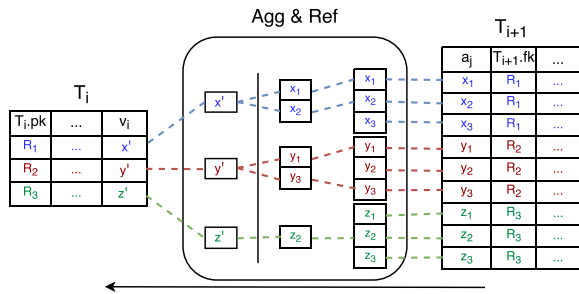 Agg & Ref
T_i
T_i.pk ... v_i
R_1 ... x'
R_2 ... y'
R_3 ... z'
x'
y'
z'
x_1
x_2
y_1
y_3
z_2
x_1
x_2
x_3
y_1
y_2
y_3
z_1
z_2
z_3
T_{i+1}
a_j T_{i+1}.fk ...
x_1 R_1 ...
x_2 R_1 ...
x_3 R_1 ...
y_1 R_2 ...
y_2 R_2 ...
y_3 R_2 ...
z_1 R_3 ...
z_2 R_3 ...
z_3 R_3 ...